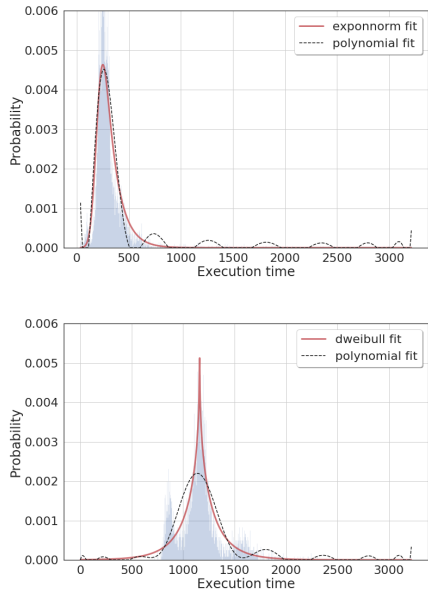 0.006
0.005
0.004
0.003
0.002
0.001
0.000
Probability
exponnorm fit
polynomial fit
0 500 1000 1500 2000 2500 3000
Execution time
0.006
0.005
0.004
0.003
0.002
0.001
0.000
Probability
dweibull fit
polynomial fit
0 500 1000 1500 2000 2500 3000
Execution time